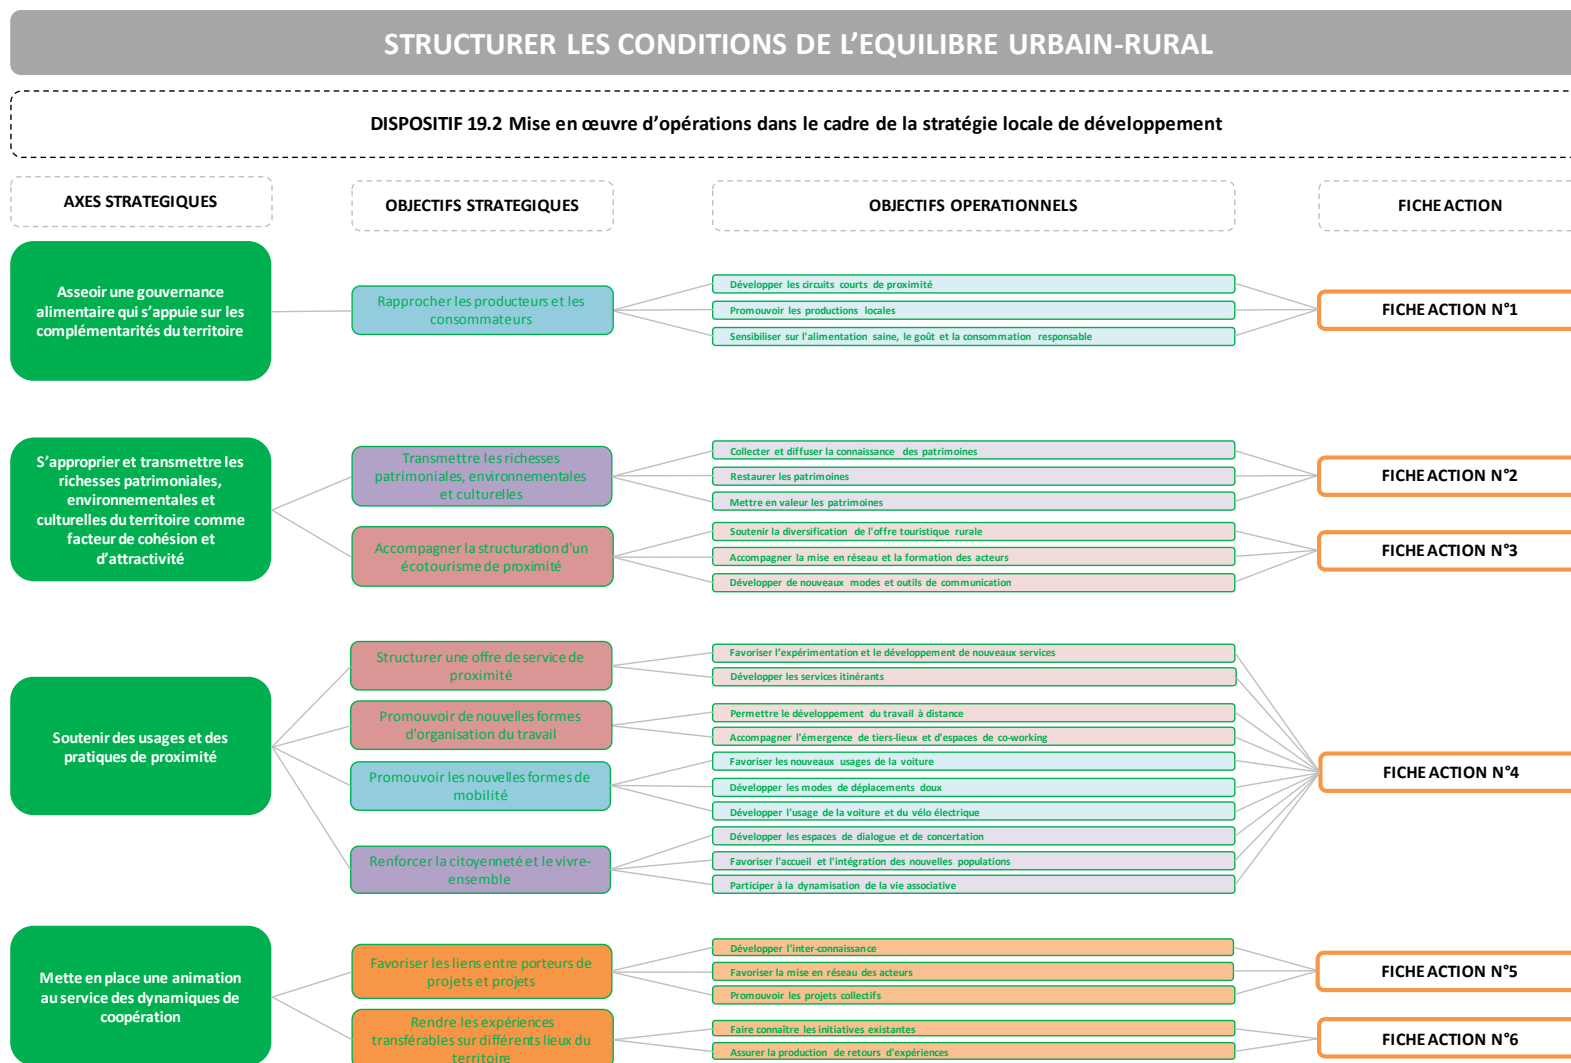 STRUCTURER LES CONDITIONS DE L’EQUILIBRE URBAIN-RURAL
DISPOSITIF 19.2 Mise en œuvre d’opérations dans le cadre de la stratégie locale de développement
AXES STRATEGIQUES
OBJECTIFS STRATEGIQUES
OBJECTIFS OPERATIONNELS
FICHE ACTION
Asseoir une gouvernance
alimentaire qui s’appuie sur les
complémentarités du territoire
Rapprocher les producteurs et les
consommateurs
Développer les circuits courts de proximité
Promouvoir les productions locales
Sensibiliser sur l'alimentation saine, le goût et la consommation responsable
FICHE ACTION N°1
S’approprier et transmettre les
richesses patrimoniales,
environnementales et
culturelles du territoire comme
facteur de cohésion et
d’attractivité
Transmettre les richesses
patrimoniales, environnementales
et culturelles
Collecter et diffuser la connaissance des patrimoines
Restaurer les patrimoines
Mettre en valeur les patrimoines
FICHE ACTION N°2
Accompagner la structuration d'un
écotourisme de proximité
Soutenir la diversification de l'offre touristique rurale
Accompagner la mise en réseau et la formation des acteurs
Développer de nouveaux modes et outils de communication
FICHE ACTION N°3
Soutenir des usages et des
pratiques de proximité
Structurer une offre de service de
proximité
Favoriser l’expérimentation et le développement de nouveaux services
Développer les services itinérants
Promouvoir de nouvelles formes
d'organisation du travail
Permettre le développement du travail à distance
Accompagner l'émergence de tiers-lieux et d'espaces de co-working
Promouvoir les nouvelles formes de
mobilité
Favoriser les nouveaux usages de la voiture
Développer les modes de déplacements doux
Développer l'usage de la voiture et du vélo électrique
Renforcer la citoyenneté et le vivre-
ensemble
Développer les espaces de dialogue et de concertation
Favoriser l'accueil et l'intégration des nouvelles populations
Participer à la dynamisation de la vie associative
FICHE ACTION N°4
Mette en place une animation
au service des dynamiques de
coopération
Favoriser les liens entre porteurs de
projets et projets
Développer l'inter-connaissance
Favoriser la mise en réseau des acteurs
Promouvoir les projets collectifs
FICHE ACTION N°5
Rendre les expériences
transférables sur différents lieux du
territoire
Faire connaître les initiatives existantes
Assurer la production de retours d'expériences
FICHE ACTION N°6